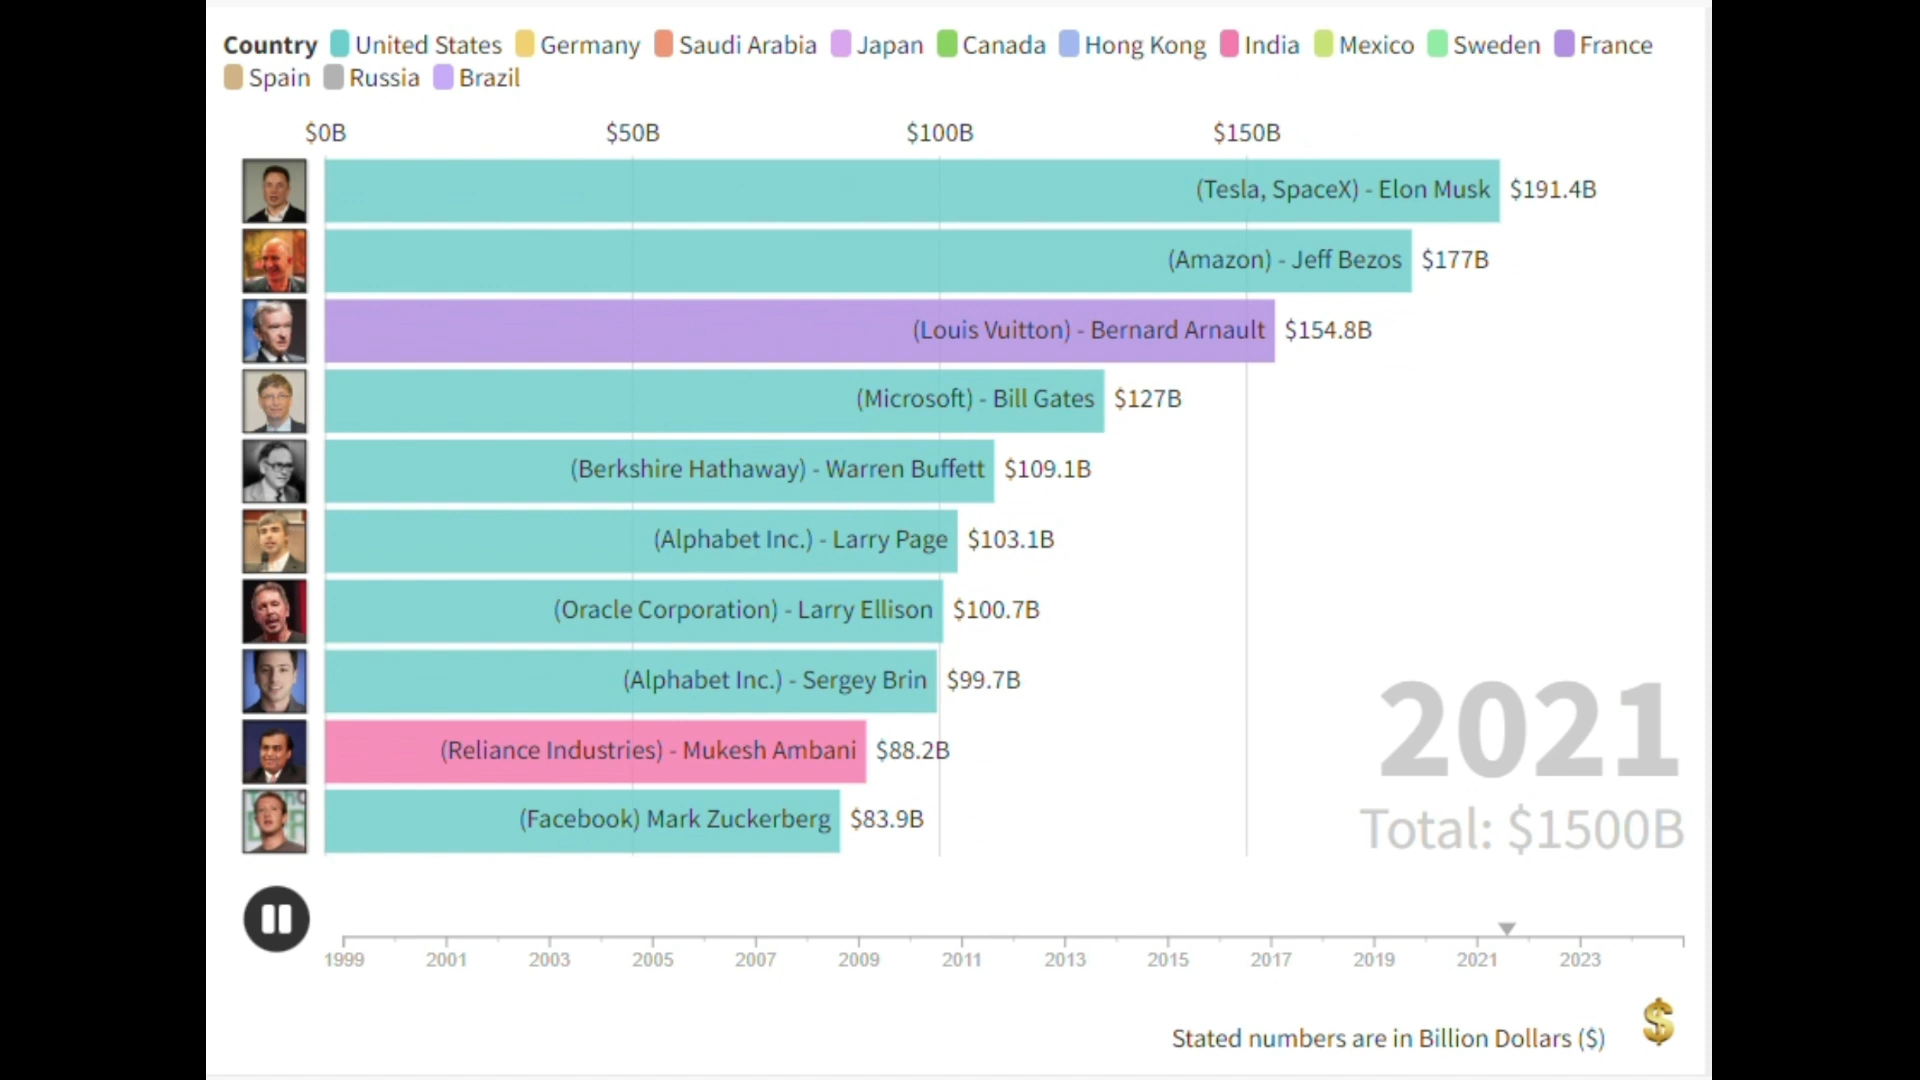 Country United States Germany Saudi Arabia Japan Canada Hong Kong India Mexico Sweden France
Spain Russia Brazil
$0B $50B $100B $150B
(Tesla, SpaceX) - Elon Musk $191.4B
(Amazon) - Jeff Bezos $177B
(Louis Vuitton) - Bernard Arnault $154.8B
(Microsoft) - Bill Gates $127B
(Berkshire Hathaway) - Warren Buffett $109.1B
(Alphabet Inc.) - Larry Page $103.1B
(Oracle Corporation) - Larry Ellison $100.7B
(Alphabet Inc.) - Sergey Brin $99.7B
(Reliance Industries) - Mukesh Ambani $88.2B
(Facebook) Mark Zuckerberg $83.9B
2021
Total: $1500B
1999 2001 2003 2005 2007 2009 2011 2013 2015 2017 2019 2021 2023
Stated numbers are in Billion Dollars ($)